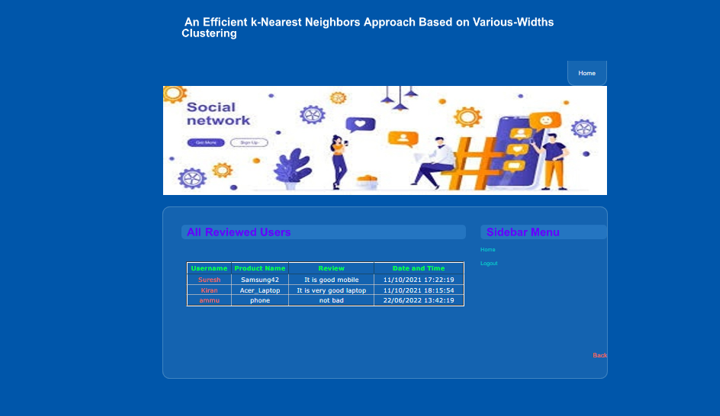 An Efficient k-Nearest Neighbors Approach Based on Various-Widths
Clustering
Home
Social
network
Get More Sign Up
All Reviewed Users
Sidebar Menu
Home
Logout
Username Product Name Review Date and Time
Suresh Samsung42 It is good mobile 11/10/2021 17:22:19
Kiran Acer_Laptop It is very good laptop 11/10/2021 18:15:54
ammu phone not bad 22/06/2022 13:42:19
Back